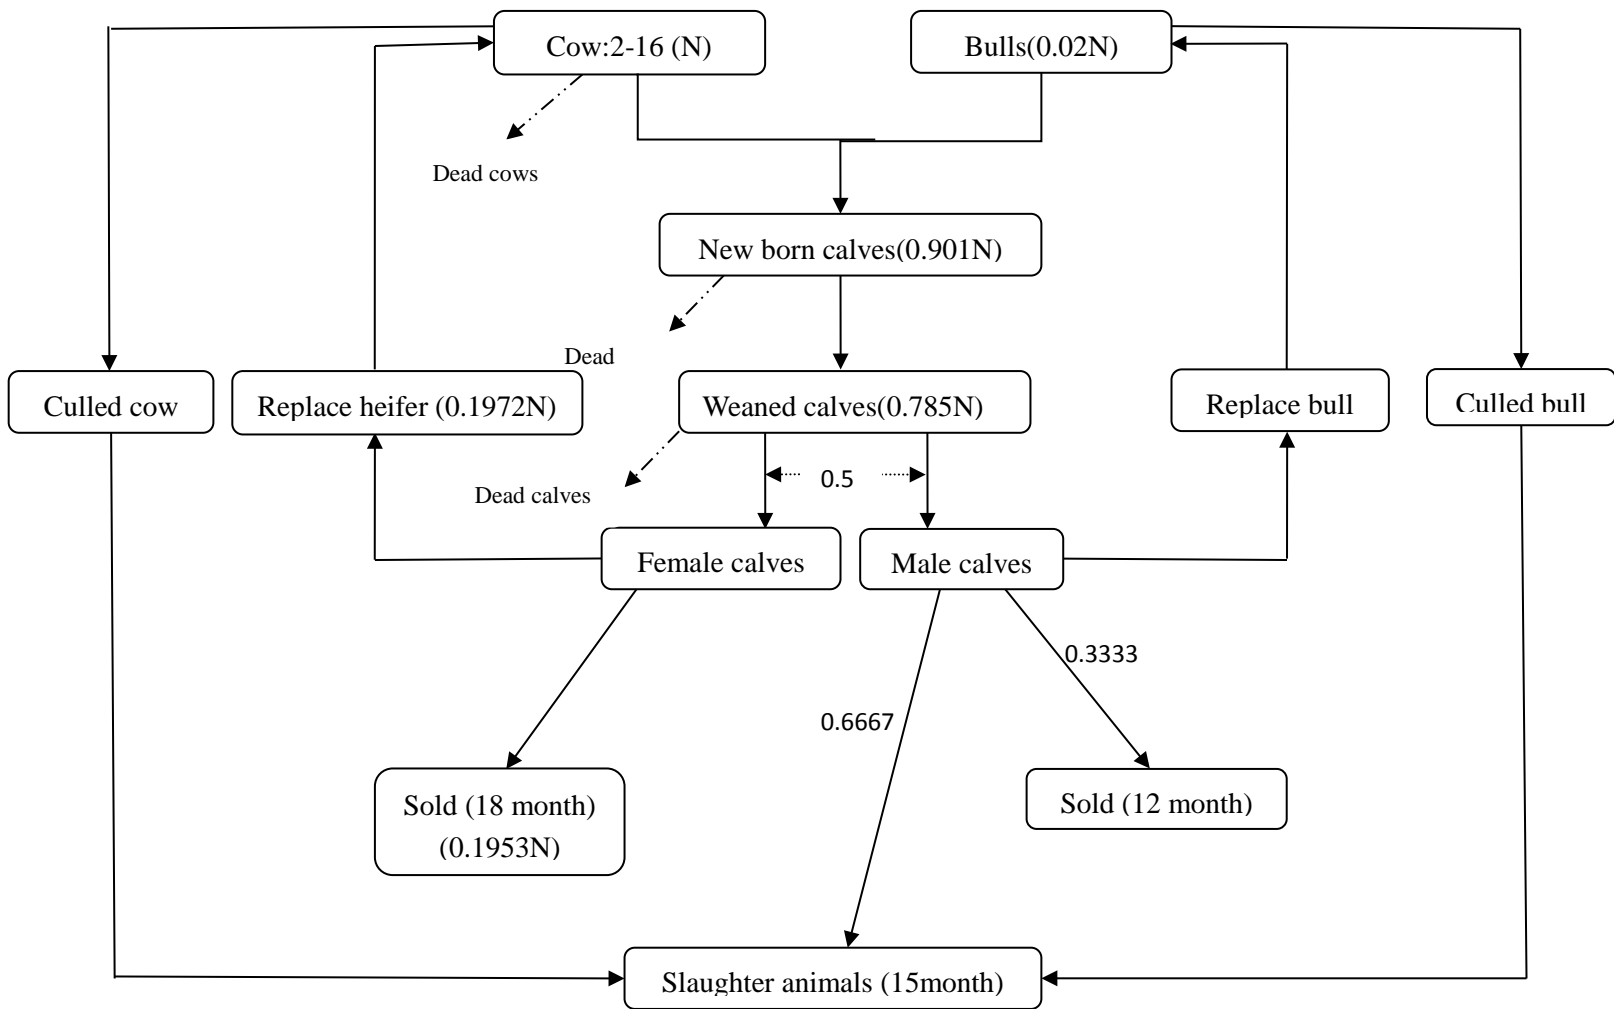 Cow:2-16 (N)
Bulls(0.02N)
Dead cows
New born calves(0.901N)
Dead
Culled cow
Replace heifer (0.1972N)
Weaned calves(0.785N)
Replace bull
Culled bull
0.5
Dead calves
Female calves
Male calves
0.3333
0.6667
Sold (18 month)
(0.1953N)
Sold (12 month)
Slaughter animals (15month)